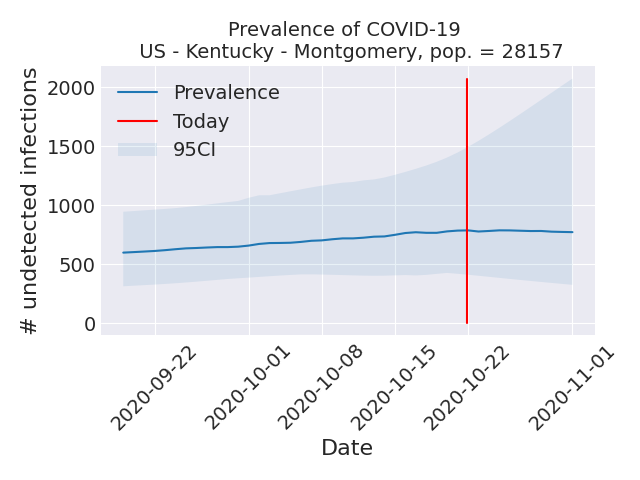 Prevalence of COVID-19
US - Kentucky - Montgomery, pop. = 28157
# undetected infections
2000
1500
1000
500
0
Prevalence
Today
95CI
2020-09-22
2020-10-01
2020-10-08
2020-10-15
2020-10-22
2020-11-01
Date